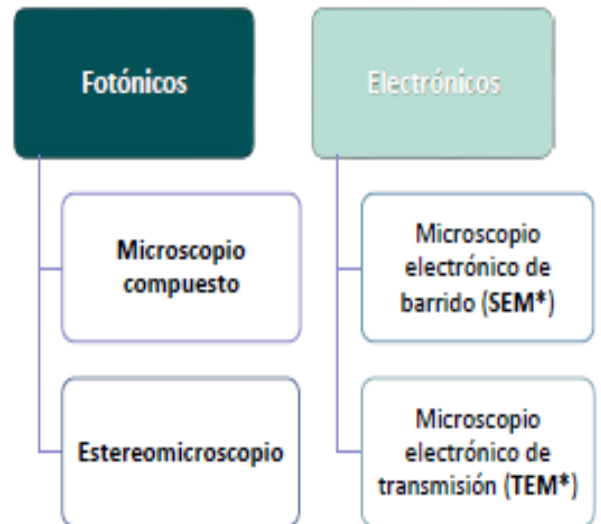 Fotónicos
Microscopio
compuesto
Estereomicroscopio
Electrónicos
Microscopio
electrónico de
barrido (SEM*)
Microscopio
electrónico de
transmisión (TEM*)